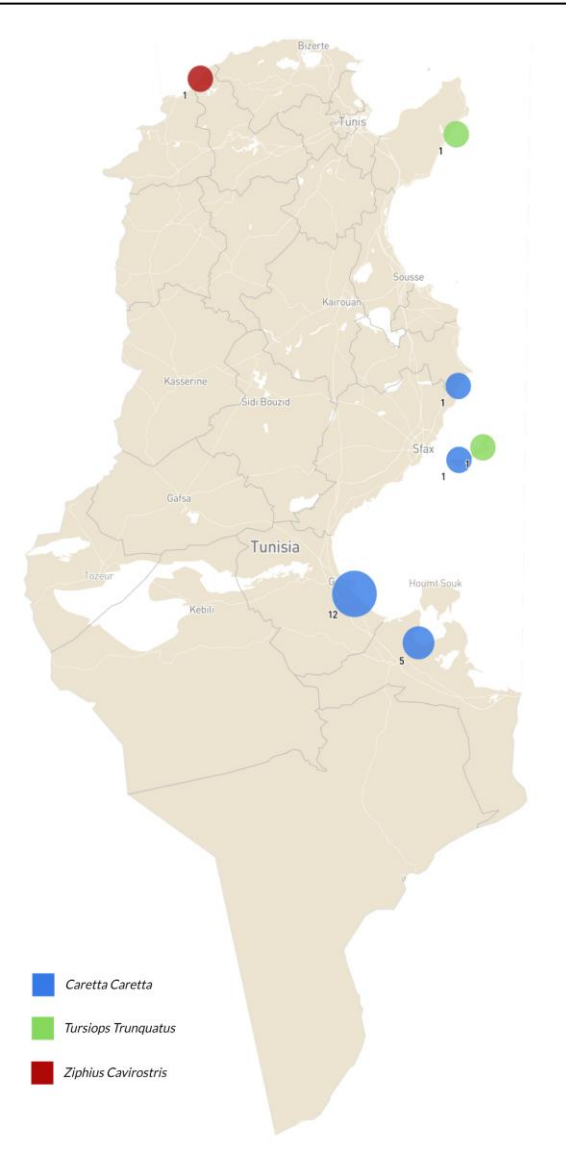 Bizerte
1
Tunis
1
Sousse
Kairouan
Kasserine
1
Sidi Bouzid
Sfax
1
1
Gafsa
Tunisia
Tozeur
Houmt Souk
Kebili
12
5
Caretta Caretta
Tursiops Trunquatus
Ziphius Cavirostris